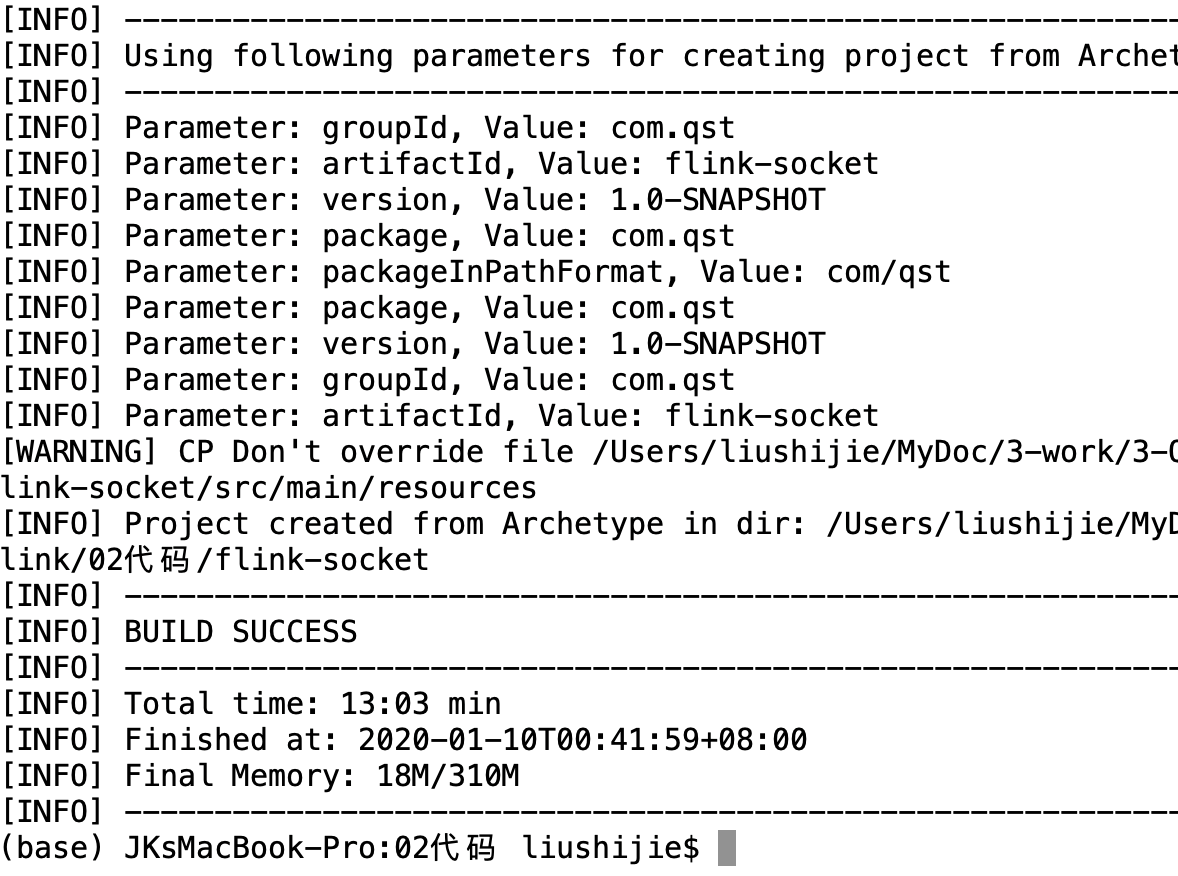 [INFO] ------------------------------------------------------------------------
[INFO] Using following parameters for creating project from Archet
[INFO] ------------------------------------------------------------------------
[INFO] Parameter: groupId, Value: com.qst
[INFO] Parameter: artifactId, Value: flink-socket
[INFO] Parameter: version, Value: 1.0-SNAPSHOT
[INFO] Parameter: package, Value: com.qst
[INFO] Parameter: packageInPathFormat, Value: com/qst
[INFO] Parameter: package, Value: com.qst
[INFO] Parameter: version, Value: 1.0-SNAPSHOT
[INFO] Parameter: groupId, Value: com.qst
[INFO] Parameter: artifactId, Value: flink-socket
[WARNING] CP Don't override file /Users/liushijie/MyDoc/3-work/3-
link-socket/src/main/resources
[INFO] Project created from Archetype in dir: /Users/liushijie/My
link/02代码/flink-socket
[INFO] ------------------------------------------------------------------------
[INFO] BUILD SUCCESS
[INFO] ------------------------------------------------------------------------
[INFO] Total time: 13:03 min
[INFO] Finished at: 2020-01-10T00:41:59+08:00
[INFO] Final Memory: 18M/310M
[INFO] ------------------------------------------------------------------------
(base) JKsMacBook-Pro:02代码 liushijie$